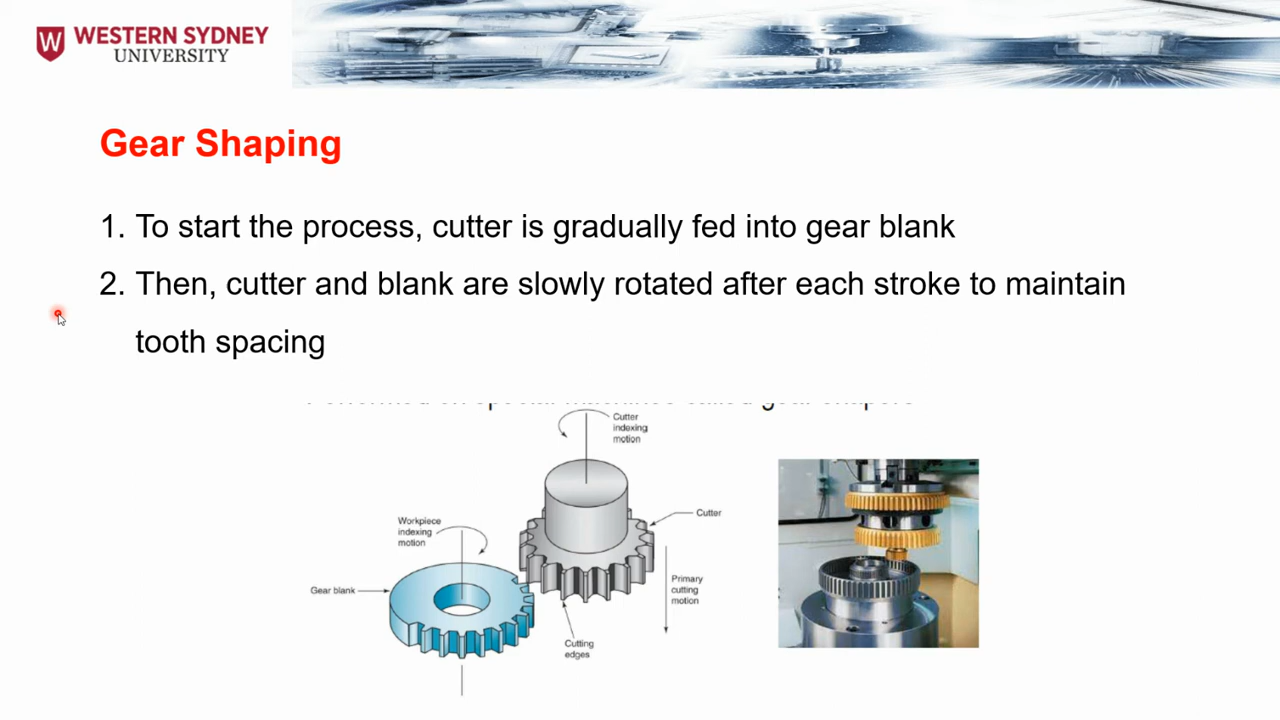 W WESTERN SYDNEY
UNIVERSITY
Gear Shaping
1. To start the process, cutter is gradually fed into gear blank
2. Then, cutter and blank are slowly rotated after each stroke to maintain
tooth spacing
Cutter
indexing
motion
Workpiece
indexing
motion
Cutter
Gear blank
Primary
cutting
motion
Cutting
edges